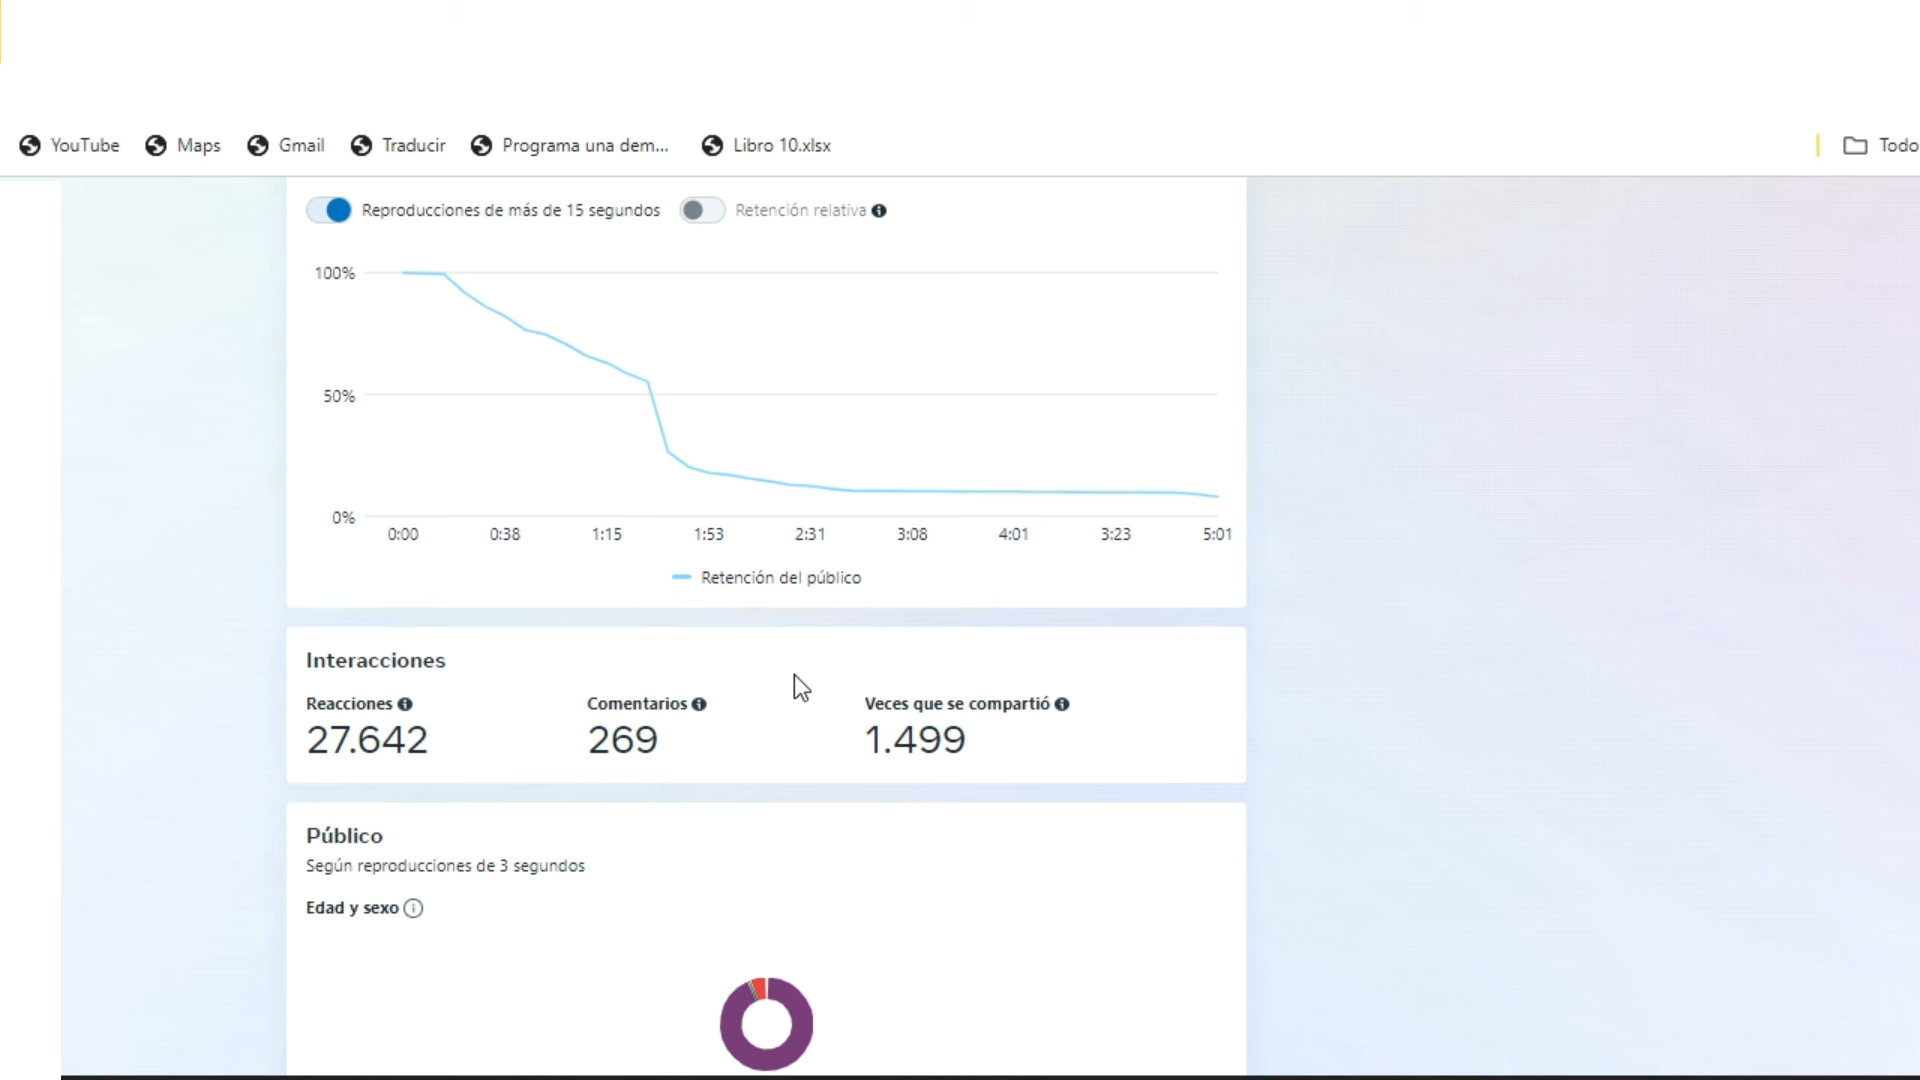 YouTube Maps Gmail Traducir Programa una dem... Libro 10.xlsx Todo
Reproducciones de más de 15 segundos Retención relativa
100%
50%
0%
0:00 0:38 1:15 1:53 2:31 3:08 4:01 3:23 5:01
Retención del público
Interacciones
Reacciones Comentarios Veces que se compartió
27.642 269 1.499
Público
Según reproducciones de 3 segundos
Edad y sexo